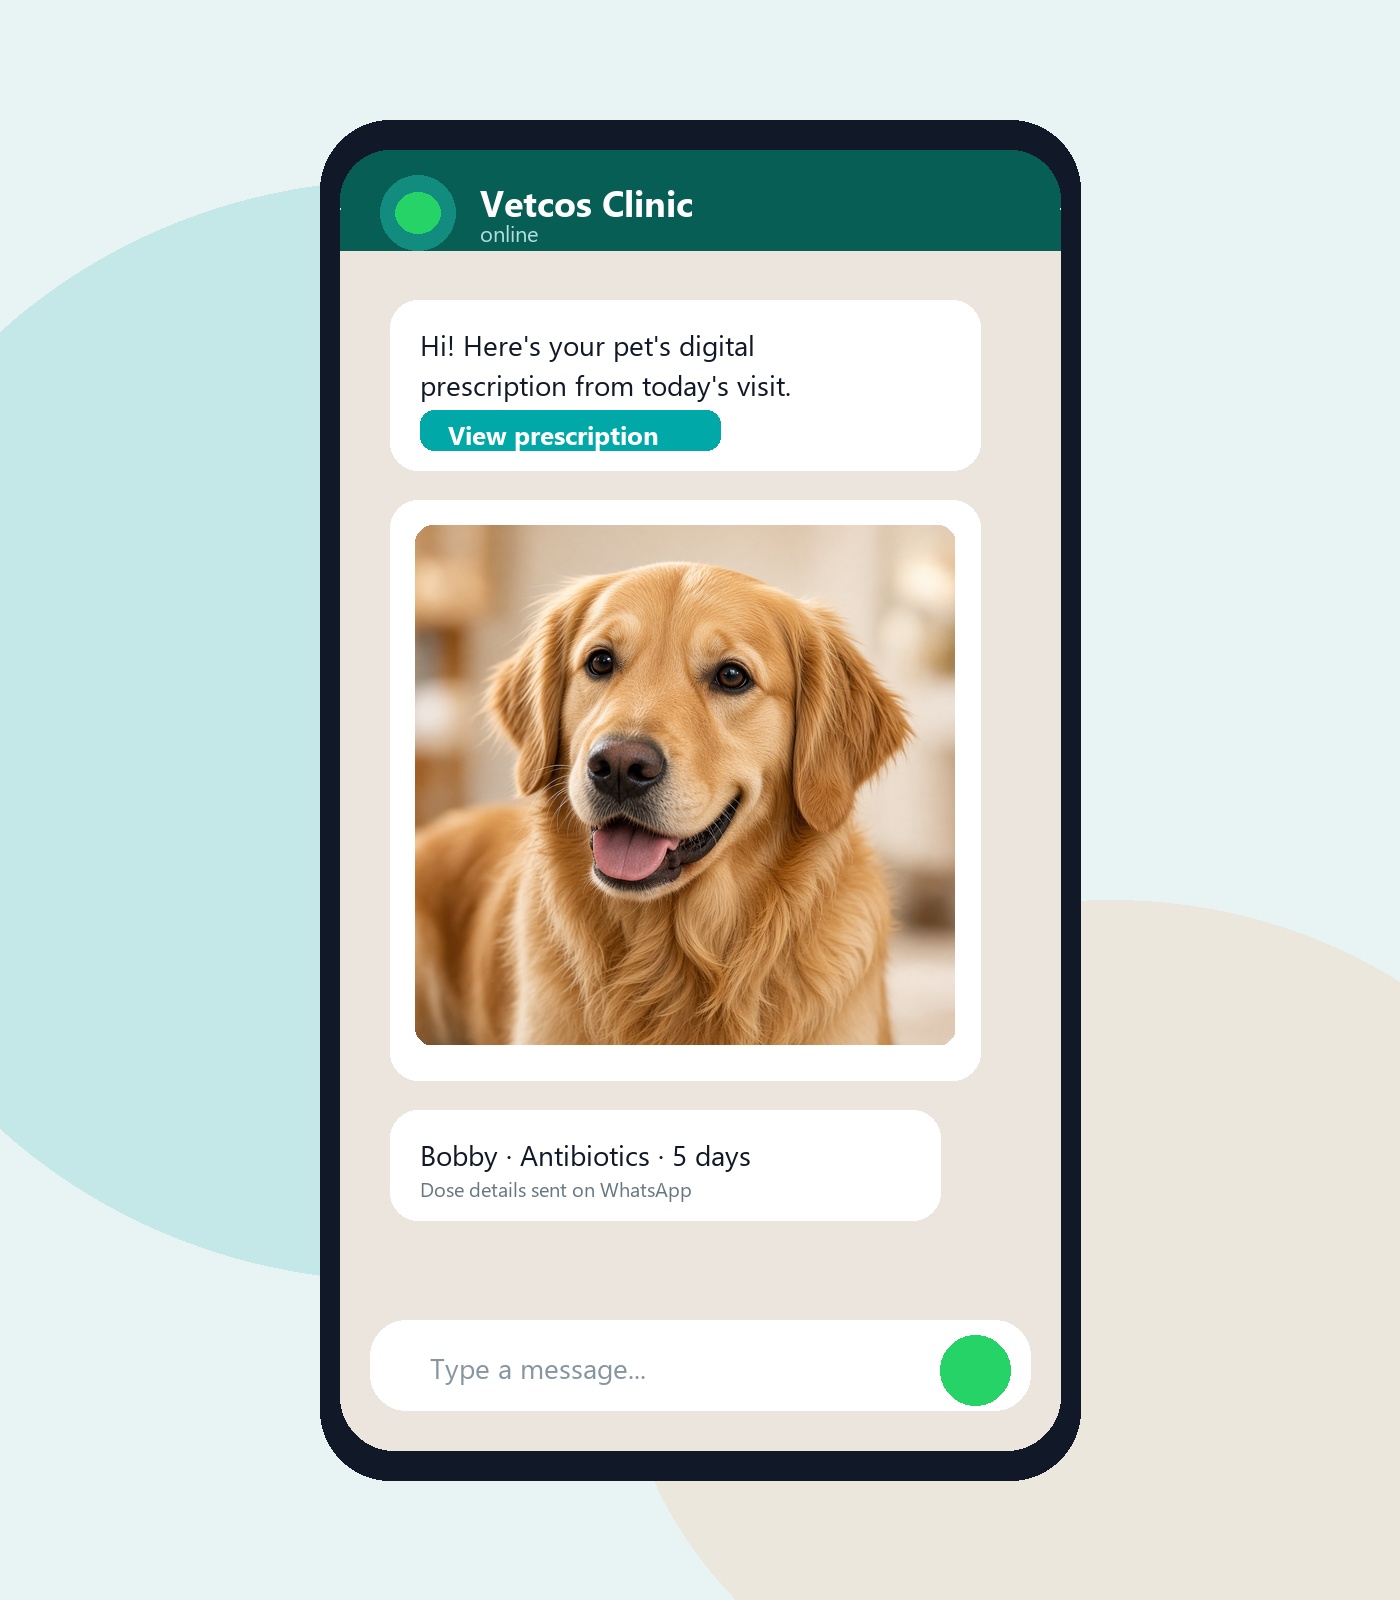 Vetcos Clinic
online
Hi! Here's your pet's digital
prescription from today's visit.
View prescription
Bobby · Antibiotics · 5 days
Dose details sent on WhatsApp
Type a message...